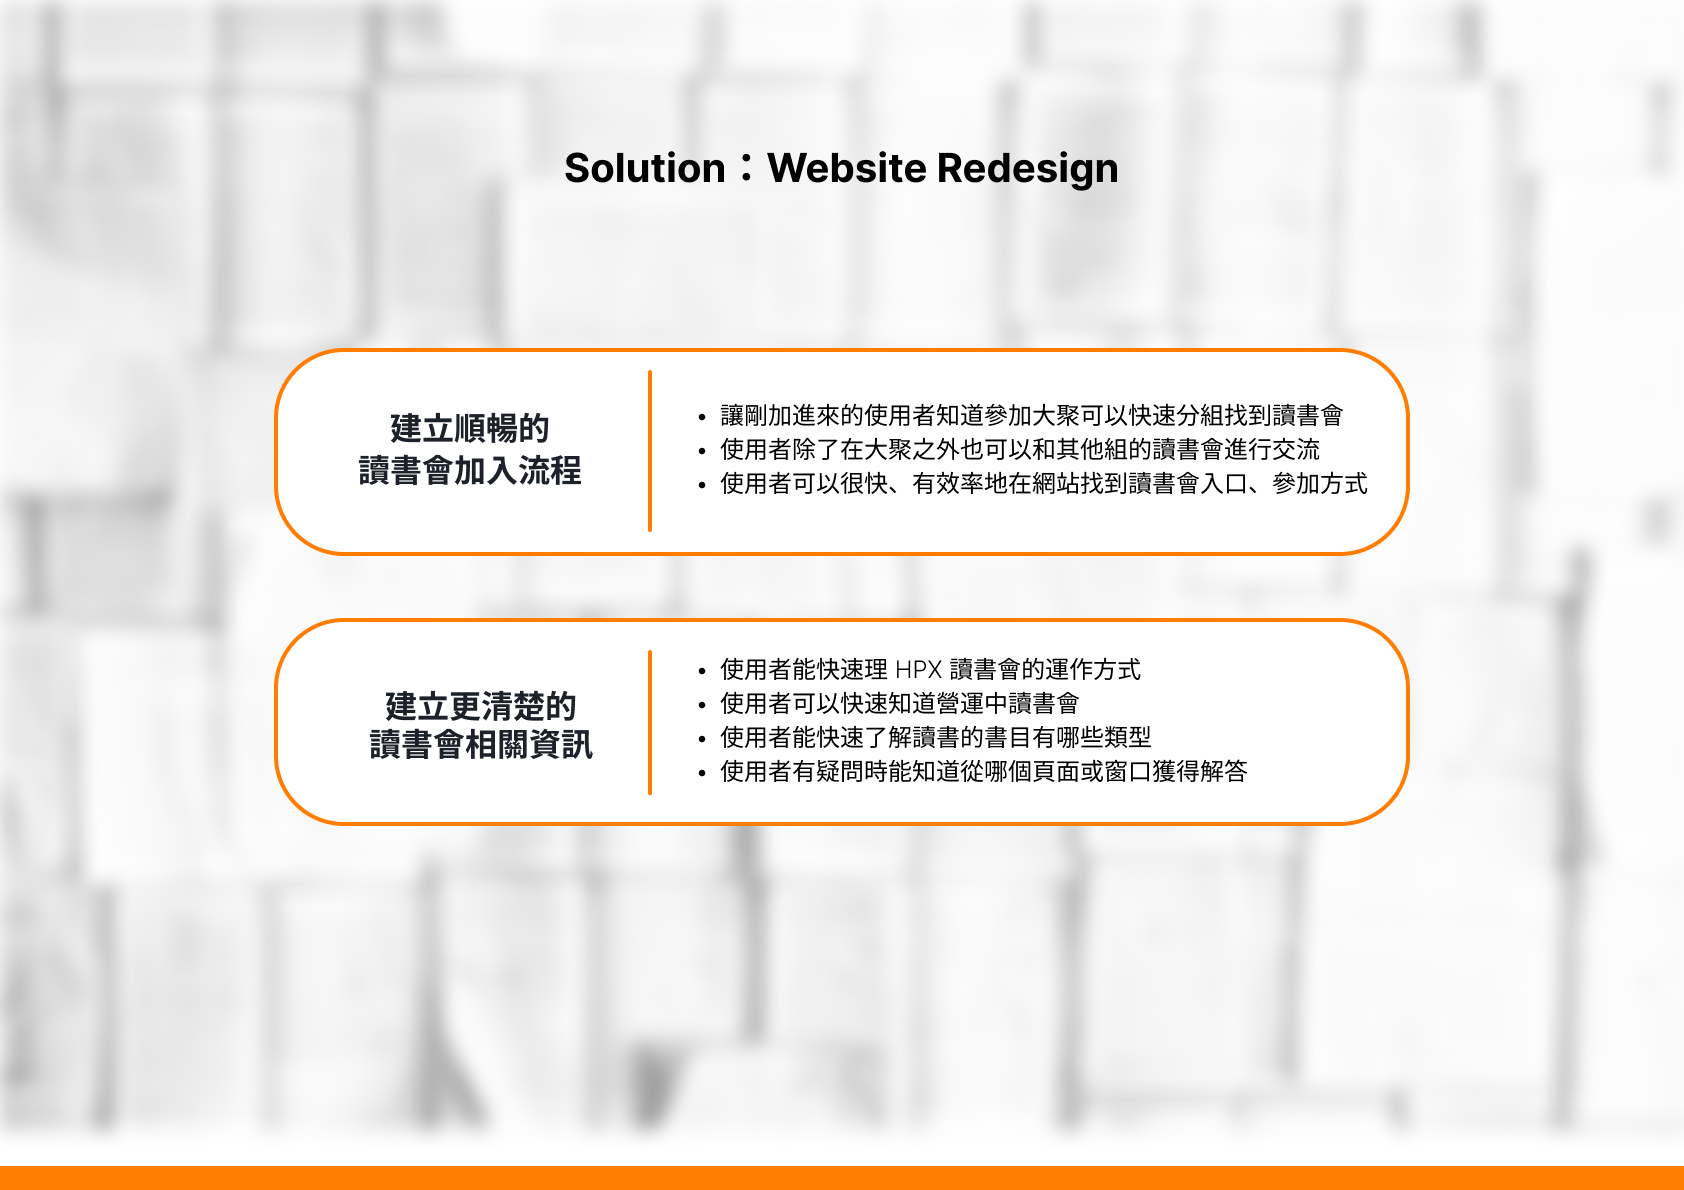 Solution：Website Redesign
建立順暢的
讀書會加入流程
• 讓剛加進來的使用者知道參加大聚可以快速分組找到讀書會
• 使用者除了在大聚之外也可以和其他組的讀書會進行交流
• 使用者可以很快、有效率地在網站找到讀書會入口、參加方式
建立更清楚的
讀書會相關資訊
• 使用者能快速理 HPX 讀書會的運作方式
• 使用者可以快速知道營運中讀書會
• 使用者能快速了解讀書的書目有哪些類型
• 使用者有疑問時能知道從哪個頁面或窗口獲得解答